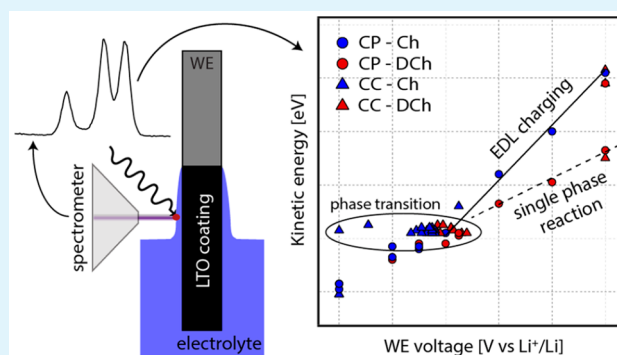 WE
LTO coating
spectrometer
electrolyte
CP - Ch
CP - DCh
CC - Ch
CC - DCh
EDL charging
phase transition
single phase
reaction
Kinetic energy [eV]
WE voltage [V vs Li⁺/Li]